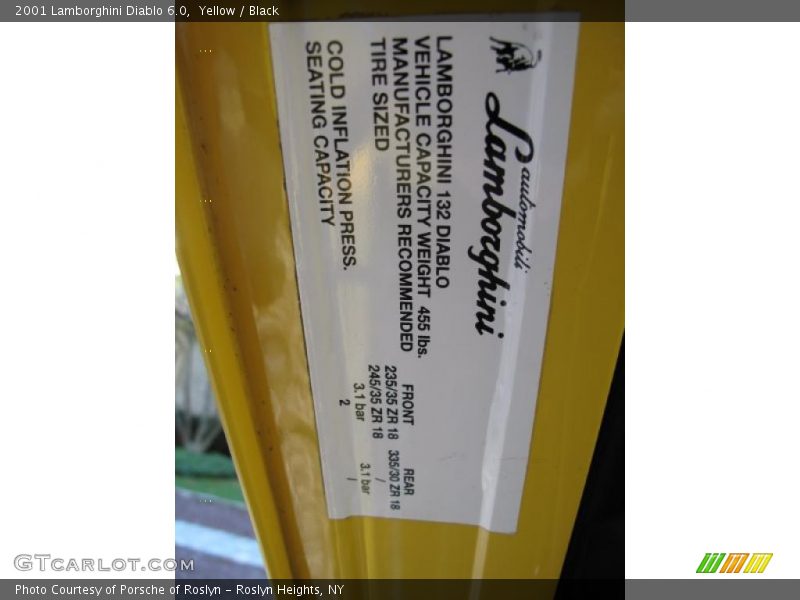 2001 Lamborghini Diablo 6.0,  Yellow / Black
automobili
Lamborghini
LAMBORGHINI 132 DIABLO
VEHICLE CAPACITY WEIGHT 455 lbs.
MANUFACTURERS RECOMMENDED FRONT REAR
TIRE SIZED 235/35 ZR 18 335/30 ZR 18
245/35 ZR 18 /
COLD INFLATION PRESS. 3.1 bar 3.1 bar
SEATING CAPACITY 2 /
GTCARLOT.COM
Photo Courtesy of Porsche of Roslyn – Roslyn Heights, NY